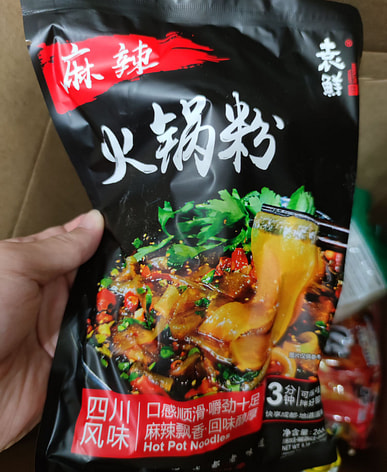 麻辣
袁鲜
火锅粉
3分钟
四川风味
口感顺滑·嚼劲十足
麻辣飘香·回味醇厚
Hot Pot Noodles